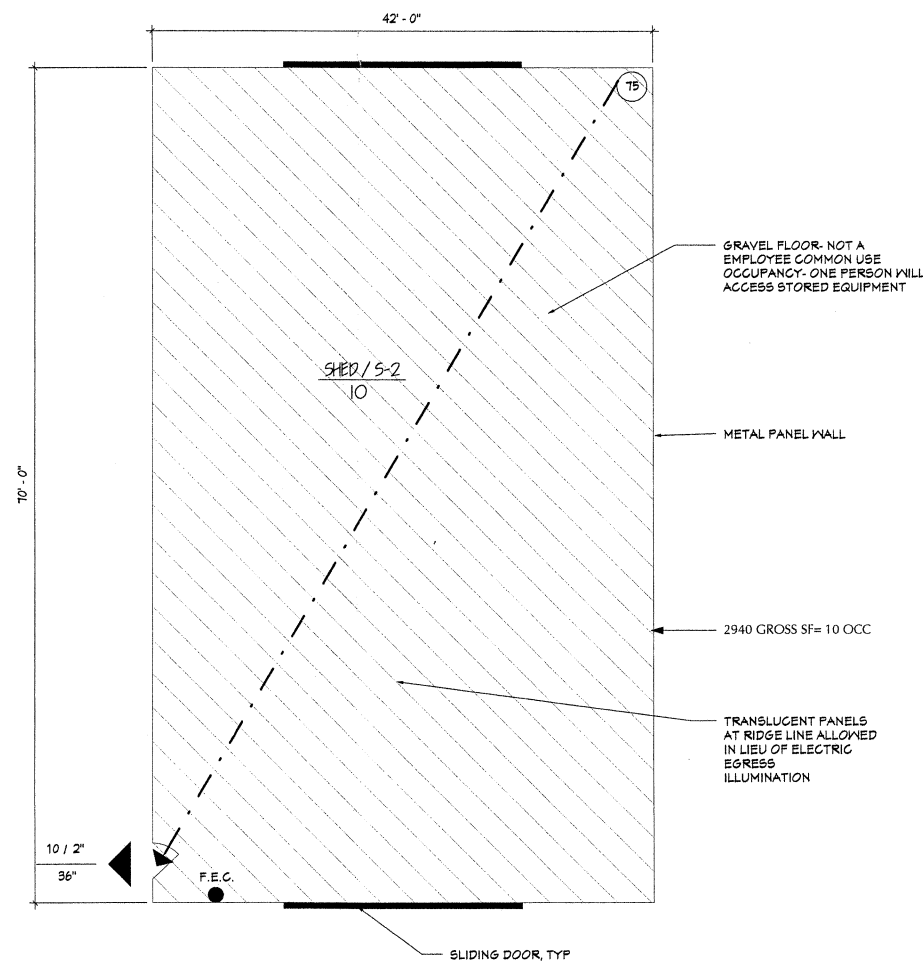 42' - 0"
75
GRAVEL FLOOR- NOT A
EMPLOYEE COMMON USE
OCCUPANCY- ONE PERSON WILL
ACCESS STORED EQUIPMENT
SHED / S-2
10
METAL PANEL WALL
70' - 0"
2940 GROSS SF= 10 OCC
TRANSLUCENT PANELS
AT RIDGE LINE ALLOWED
IN LIEU OF ELECTRIC
EGRESS
ILLUMINATION
10 / 2"
36"
F.E.C.
SLIDING DOOR, TYP